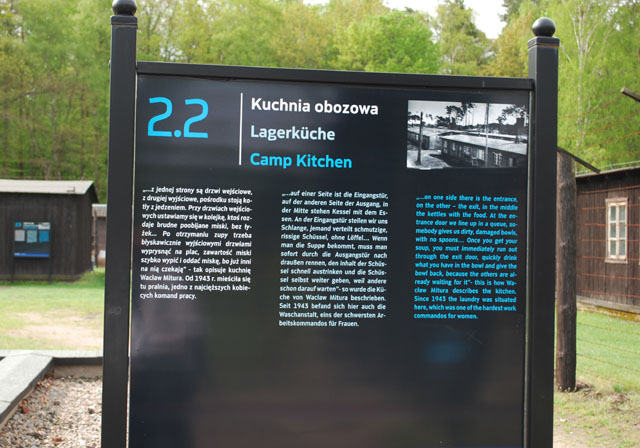 2.2
Kuchnia obozowa
Lagerküche
Camp Kitchen
„...z jednej strony są drzwi wejściowe,
z drugiej wyjściowe, pośrodku stoją ko-
tły z jedzeniem. Przy drzwiach wejścio-
wych ustawiamy się w kolejkę, ktoś roz-
daje brudne poobijane miski, bez ły-
żek... Po otrzymaniu zupy trzeba
błyskawicznie wyjściowymi drzwiami
wyprysnąć na plac, zawartość miski
szybko wypić i oddać miskę, bo już inni
na nią czekają” - tak opisuje kuchnię
Wacław Mitura. Od 1943 r. mieściła się
tu pralnia, jedno z najcięższych kobie-
cych komand pracy.
„...auf einer Seite ist die Eingangstür,
auf der anderen Seite der Ausgang, in
der Mitte stehen Kessel mit dem Es-
sen. An der Eingangstür stellen wir uns
Schlange, jemand verteilt schmutzige,
rissige Schüssel, ohne Löffel... Wenn
man die Suppe bekommt, muss man
sofort durch die Ausgangstür nach
draußen rennen, den Inhalt der Schüs-
sel schnell austrinken und die Schüs-
sel selbst weiter geben, weil andere
schon darauf warten”- so wurde die Kü-
che von Wacław Mitura beschrieben.
Seit 1943 befand sich hier auch die
Waschanstalt, eins der schwersten Ar-
beitskommandos für Frauen.
„...on one side there is the entrance,
on the other – the exit, in the middle
the kettles with the food. At the en-
trance door we line up in a queue, so-
mebody gives us dirty, damaged bowls,
with no spoons... Once you get your
soup, you must immediately run out
through the exit door, quickly drink
what you have in the bowl and give the
bowl back, because the others are al-
ready waiting for it”- this is how Wa-
cław Mitura describes the kitchen.
Since 1943 the laundry was situated
here, which was one of the hardest work
commandos for women.